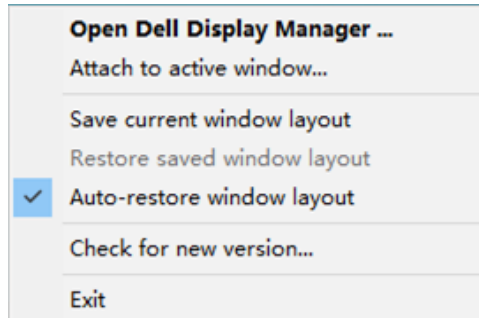 Open Dell Display Manager ...
Attach to active window...
Save current window layout
Restore saved window layout
Auto-restore window layout
Check for new version...
Exit